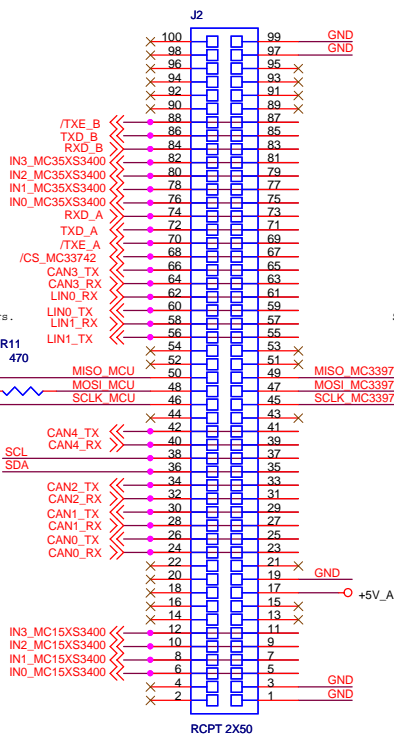 J2
100 99 GND
98 97 GND
96 95
94 93
92 91
90 89
/TXE_B 88 87
TXD_B 86 85
RXD_B 84 83
IN3_MC35XS3400 82 81
IN2_MC35XS3400 80 79
IN1_MC35XS3400 78 77
IN0_MC35XS3400 76 75
RXD_A 74 73
TXD_A 72 71
/TXE_A 70 69
/CS_MC33742 68 67
CAN3_TX 66 65
CAN3_RX 64 63
LIN0_RX 62 61
LIN0_TX 60 59
rs.
LIN1_RX 58 57
LIN1_TX 56 55
R11
54 53
470
52 51
MISO_MCU 50 49 MISO_MC3397
MOSI_MCU 48 47 MOSI_MC3397
SCLK_MCU 46 45 SCLK_MC3397
44 43
CAN4_TX 42 41
CAN4_RX 40 39
SCL 38 37
SDA 36 35
CAN2_TX 34 33
CAN2_RX 32 31
CAN1_TX 30 29
CAN1_RX 28 27
CAN0_TX 26 25
CAN0_RX 24 23
22 21
20 19 GND
18 17 +5V_A
16 15
14 13
IN3_MC15XS3400 12 11
IN2_MC15XS3400 10 9
IN1_MC15XS3400 8 7
IN0_MC15XS3400 6 5
4 3 GND
2 1 GND
RCPT 2X50